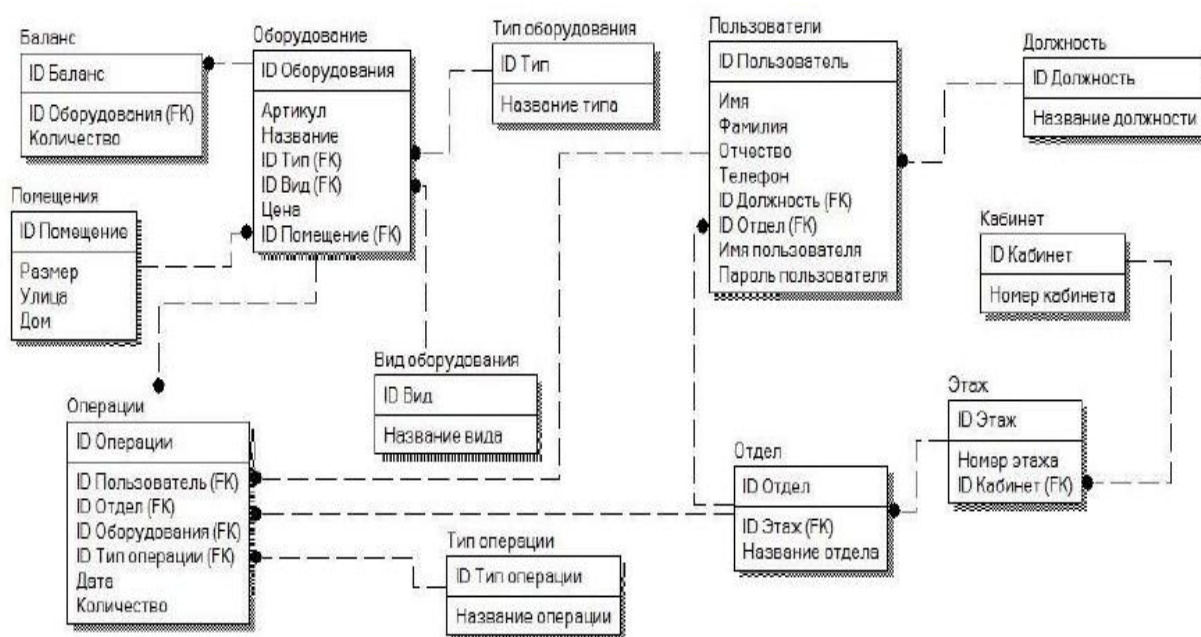 Баланс
ID Баланс
ID Оборудования (FK)
Количество
Оборудование
ID Оборудования
Артикул
Название
ID Тип (FK)
ID Вид (FK)
Цена
ID Помещение (FK)
Тип оборудования
ID Тип
Название типа
Пользователи
ID Пользователь
Имя
Фамилия
Отчество
Телефон
ID Должность (FK)
ID Отдел (FK)
Имя пользователя
Пароль пользователя
Должность
ID Должность
Название должности
Помещения
ID Помещение
Размер
Улица
Дом
Кабинет
ID Кабинет
Номер кабинета
Вид оборудования
ID Вид
Название вида
Этаж
ID Этаж
Номер этажа
ID Кабинет (FK)
Операции
ID Операции
ID Пользователь (FK)
ID Отдел (FK)
ID Оборудования (FK)
ID Тип операции (FK)
Дата
Количество
Отдел
ID Отдел
ID Этаж (FK)
Название отдела
Тип операции
ID Тип операции
Название операции